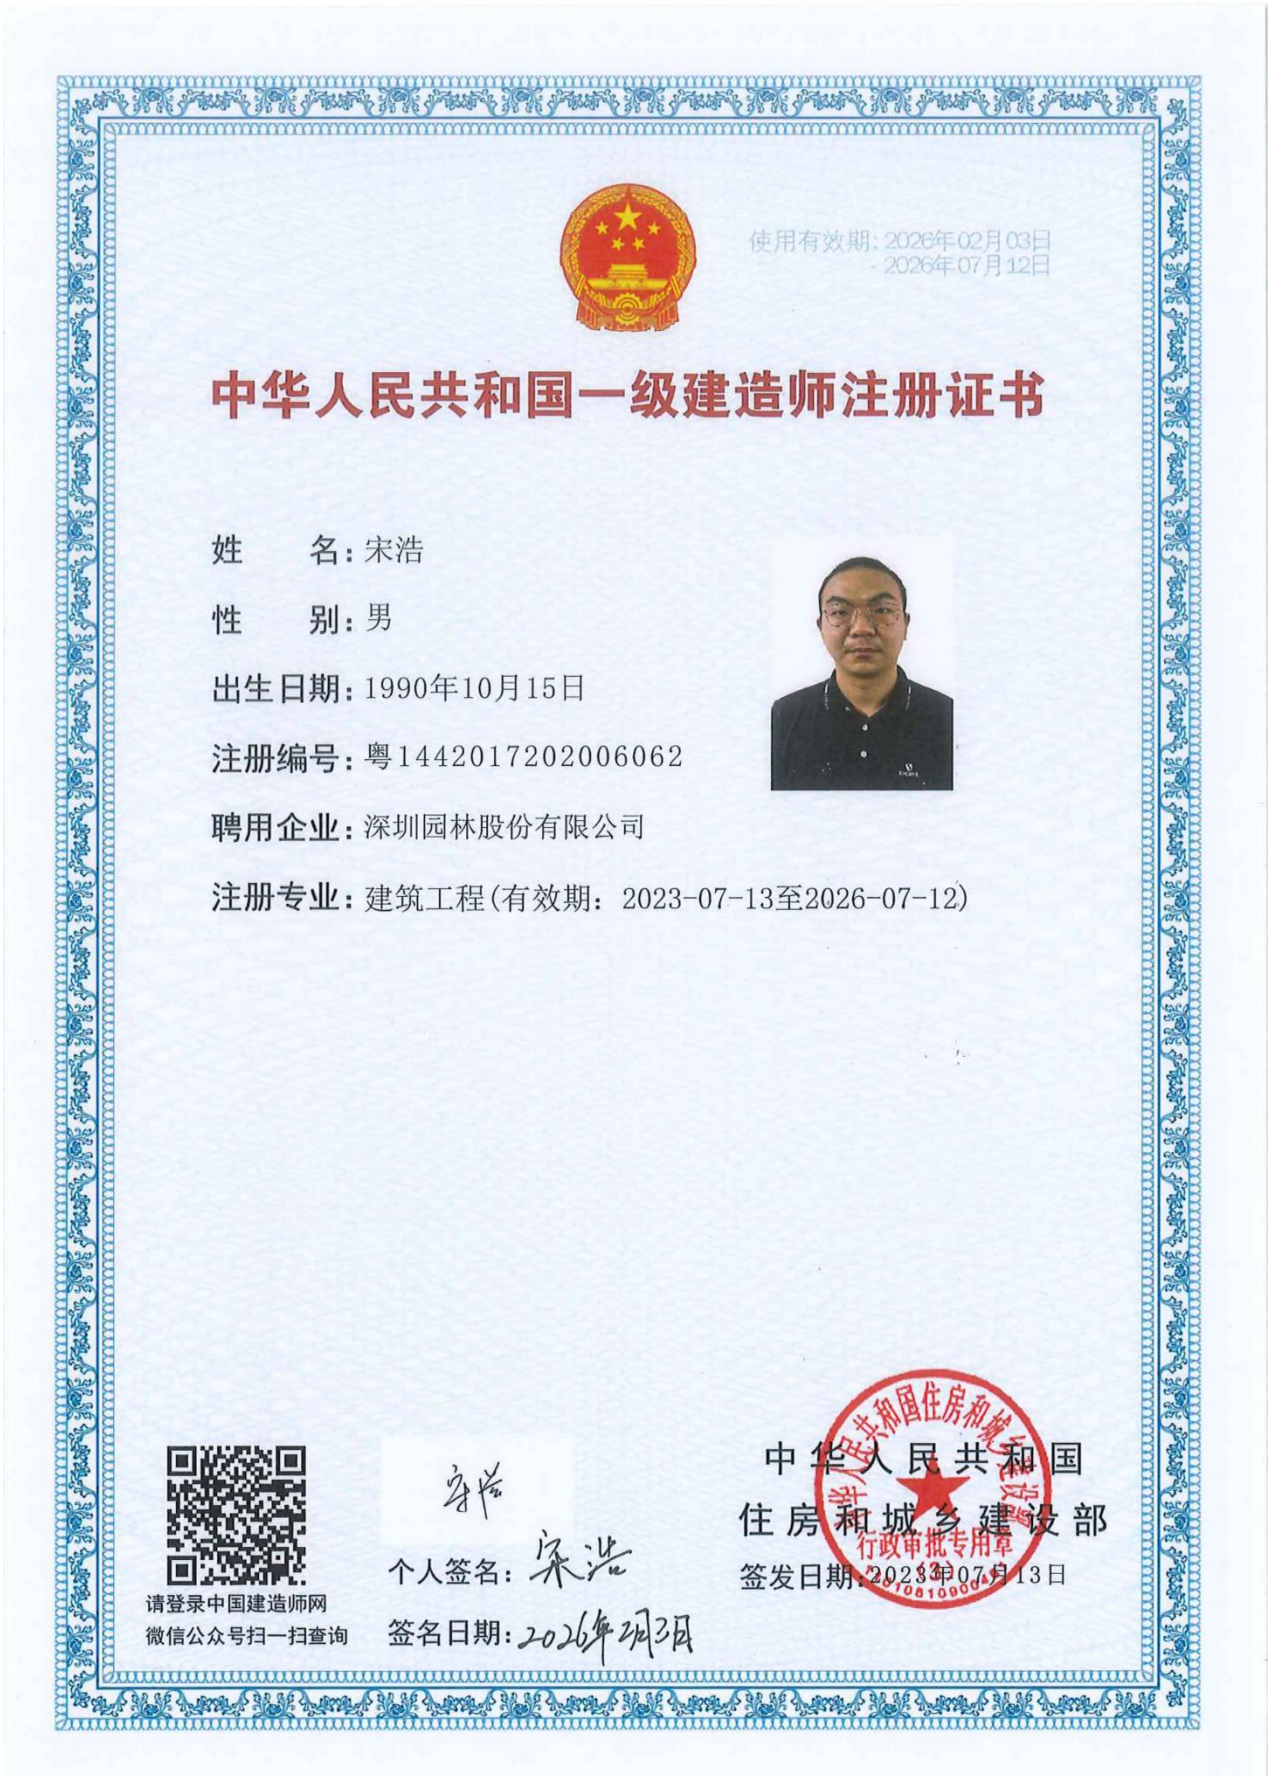 使用有效期: 2026年02月03日
- 2026年07月12日
中华人民共和国一级建造师注册证书
姓 名: 宋浩
性 别: 男
出生日期: 1990年10月15日
注册编号: 粤1442017202006062
聘用企业: 深圳园林股份有限公司
注册专业: 建筑工程(有效期: 2023-07-13至2026-07-12)
请登录中国建造师网
微信公众号扫一扫查询
宋浩
个人签名: 宋浩
签名日期: 2026年2月3日
中华人民共和国
住房和城乡建设部
签发日期: 2023年07月13日
中华人民共和国住房和城乡建设部
行政审批专用章